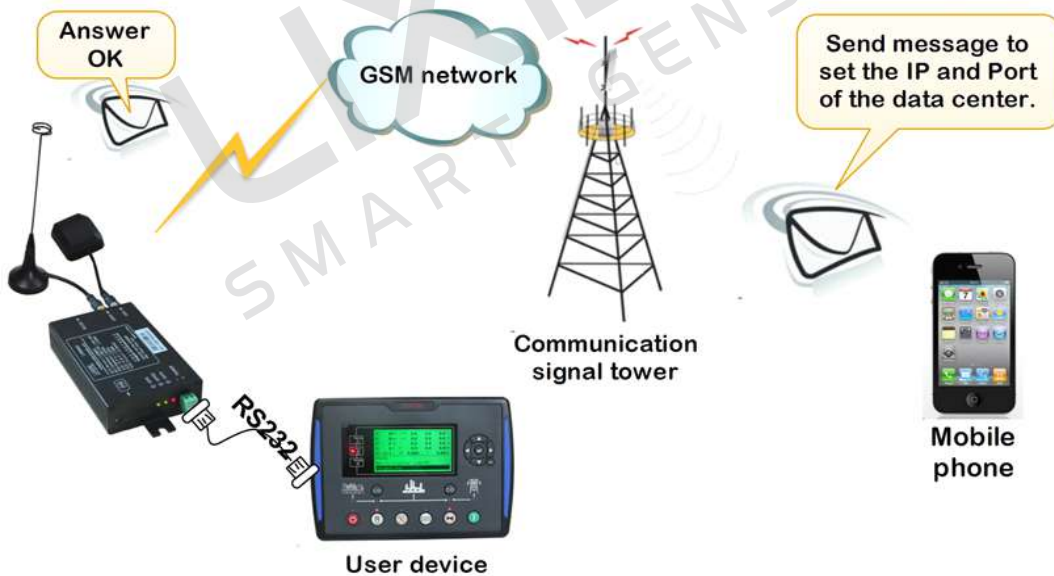 Answer
OK
GSM network
Send message to
set the IP and Port
of the data center.
SMART GENS
Communication
signal tower
RS232
Mobile
phone
User device